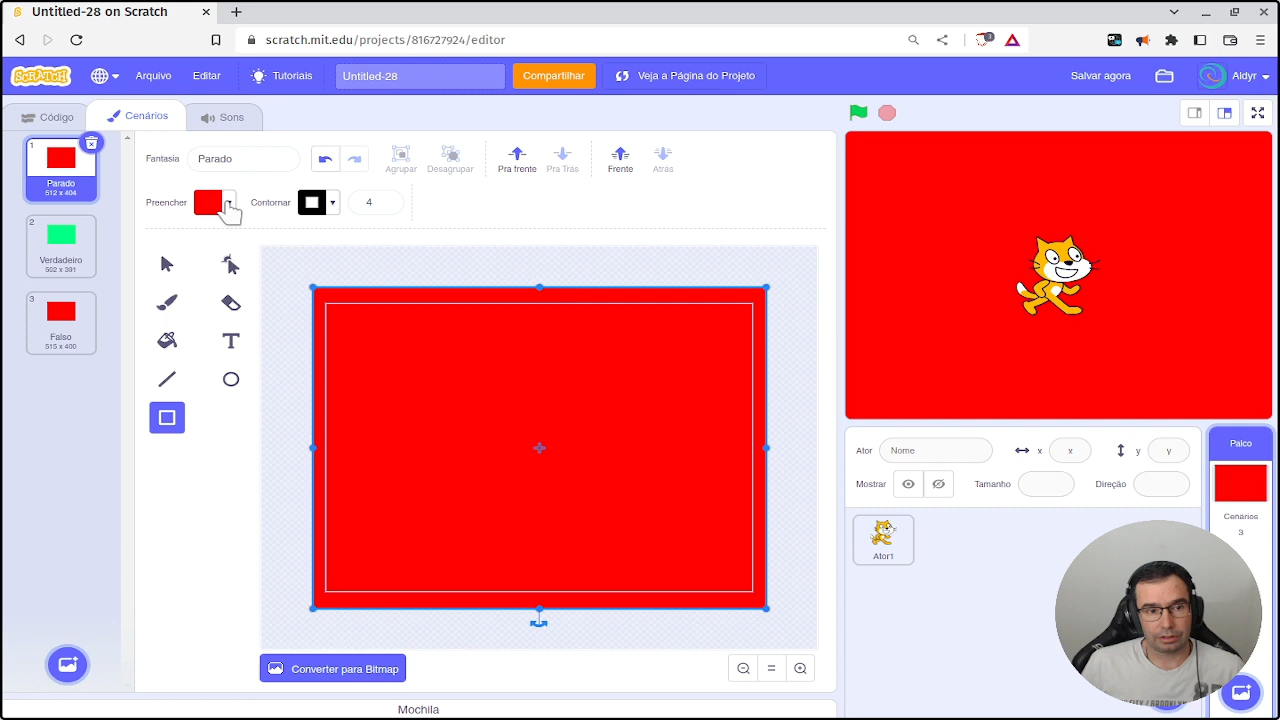 Untitled-28 on Scratch
scratch.mit.edu/projects/816727924/editor
3
SCRATCH
Arquivo
Editar
Tutoriais
Untitled-28
Compartilhar
Veja a Página do Projeto
Salvar agora
Aldyr
Código
Cenários
Sons
1
Parado
512 x 404
2
Verdadeiro
502 x 391
3
Falso
515 x 400
Fantasia
Parado
Agrupar
Desagrupar
Pra frente
Pra Trás
Frente
Atrás
Preencher
Contornar
4
T
Converter para Bitmap
Mochila
Ator
Nome
x
x
y
y
Mostrar
Tamanho
Direção
Ator1
Palco
Cenários
3